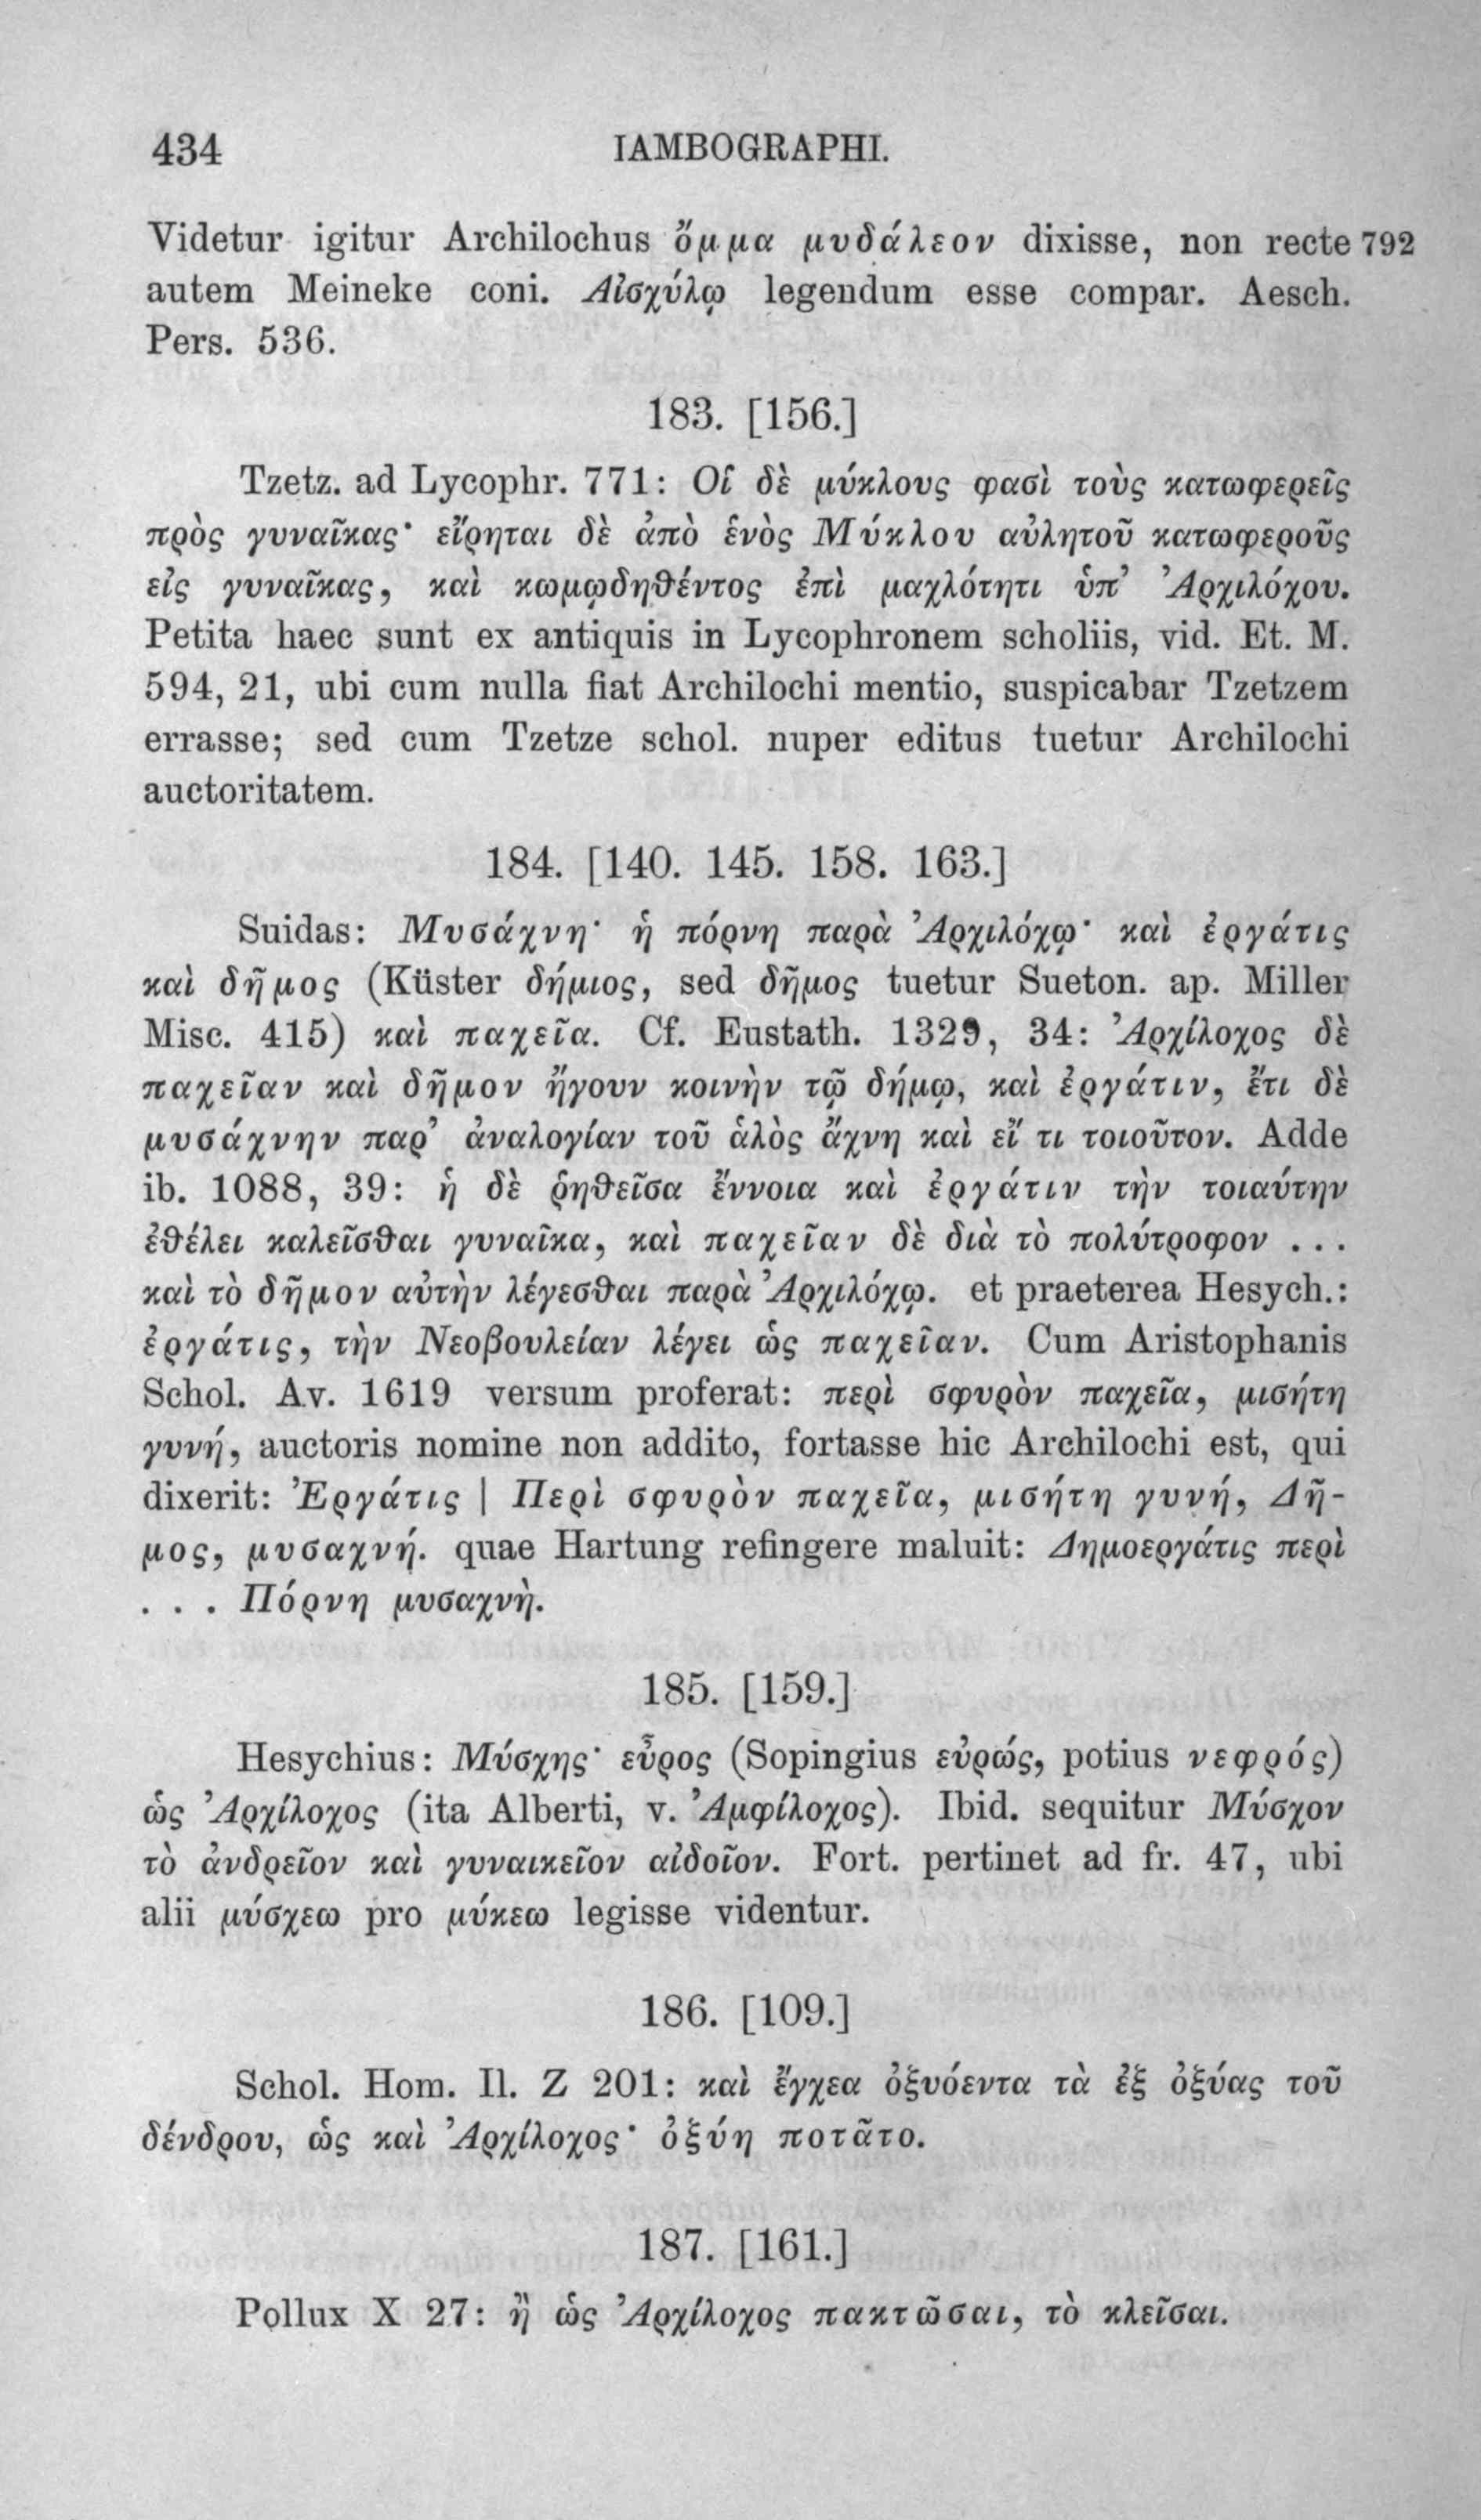 434 IAMBOGRAPHI.
Videtur igitur Archilochus ὄμμα μυδάλεον dixisse, non recte 792
autem Meineke coni. Αἰσχύλῳ legendum esse compar. Aesch.
Pers. 536.
183. [156.]
Tzetz. ad Lycophr. 771: Οἱ δὲ μύκλους φασὶ τοὺς κατωφερεῖς
πρὸς γυναῖκας· εἴρηται δὲ ἀπὸ ἑνὸς Μύκλου αὐλητοῦ κατωφεροῦς
εἰς γυναῖκας, καὶ κωμῳδηθέντος ἐπὶ μαχλότητι ὑπ’ Ἀρχιλόχου.
Petita haec sunt ex antiquis in Lycophronem scholiis, vid. Et. M.
594, 21, ubi cum nulla fiat Archilochi mentio, suspicabar Tzetzem
errasse; sed cum Tzetze schol. nuper editus tuetur Archilochi
auctoritatem.
184. [140. 145. 158. 163.]
Suidas: Μυσάχνη· ἡ πόρνη παρὰ Ἀρχιλόχῳ· καὶ ἐργάτις
καὶ δῆμος (Küster δήμιος, sed δῆμος tuetur Sueton. ap. Miller
Misc. 415) καὶ παχεῖα. Cf. Eustath. 1329, 34: Ἀρχίλοχος δὲ
παχεῖαν καὶ δῆμον ἤγουν κοινὴν τῷ δήμῳ, καὶ ἐργάτιν, ἔτι δὲ
μυσάχνην παρ’ ἀναλογίαν τοῦ ἁλὸς ἄχνη καὶ εἴ τι τοιοῦτον. Adde
ib. 1088, 39: ἡ δὲ ῥηθεῖσα ἔννοια καὶ ἐργάτιν τὴν τοιαύτην
ἐθέλει καλεῖσθαι γυναῖκα, καὶ παχεῖαν δὲ διὰ τὸ πολύτροφον . . .
καὶ τὸ δῆμον αὐτὴν λέγεσθαι παρὰ Ἀρχιλόχῳ. et praeterea Hesych.:
ἐργάτις, τὴν Νεοβουλείαν λέγει ὡς παχεῖαν. Cum Aristophanis
Schol. Av. 1619 versum proferat: περὶ σφυρὸν παχεῖα, μισήτη
γυνή, auctoris nomine non addito, fortasse hic Archilochi est, qui
dixerit: Ἐργάτις | Περὶ σφυρὸν παχεῖα, μισήτη γυνή, Δῆ-
μος, μυσαχνή. quae Hartung refingere maluit: Δημοεργάτις περὶ
. . . Πόρνη μυσαχνὴ.
185. [159.]
Hesychius: Μύσχης· εὖρος (Sopingius εὐρώς, potius νεφρός)
ὡς Ἀρχίλοχος (ita Alberti, v. Ἀμφίλοχος). Ibid. sequitur Μύσχον
τὸ ἀνδρεῖον καὶ γυναικεῖον αἰδοῖον. Fort. pertinet ad fr. 47, ubi
alii μύσχεω pro μύκεω legisse videntur.
186. [109.]
Schol. Hom. Il. Z 201: καὶ ἔγχεα ὀξυόεντα τὰ ἐξ ὀξύας τοῦ
δένδρου, ὡς καὶ Ἀρχίλοχος· ὀξύη ποτᾶτο.
187. [161.]
Pollux X 27: ἢ ὡς Ἀρχίλοχος πακτῶσαι, τὸ κλεῖσαι.